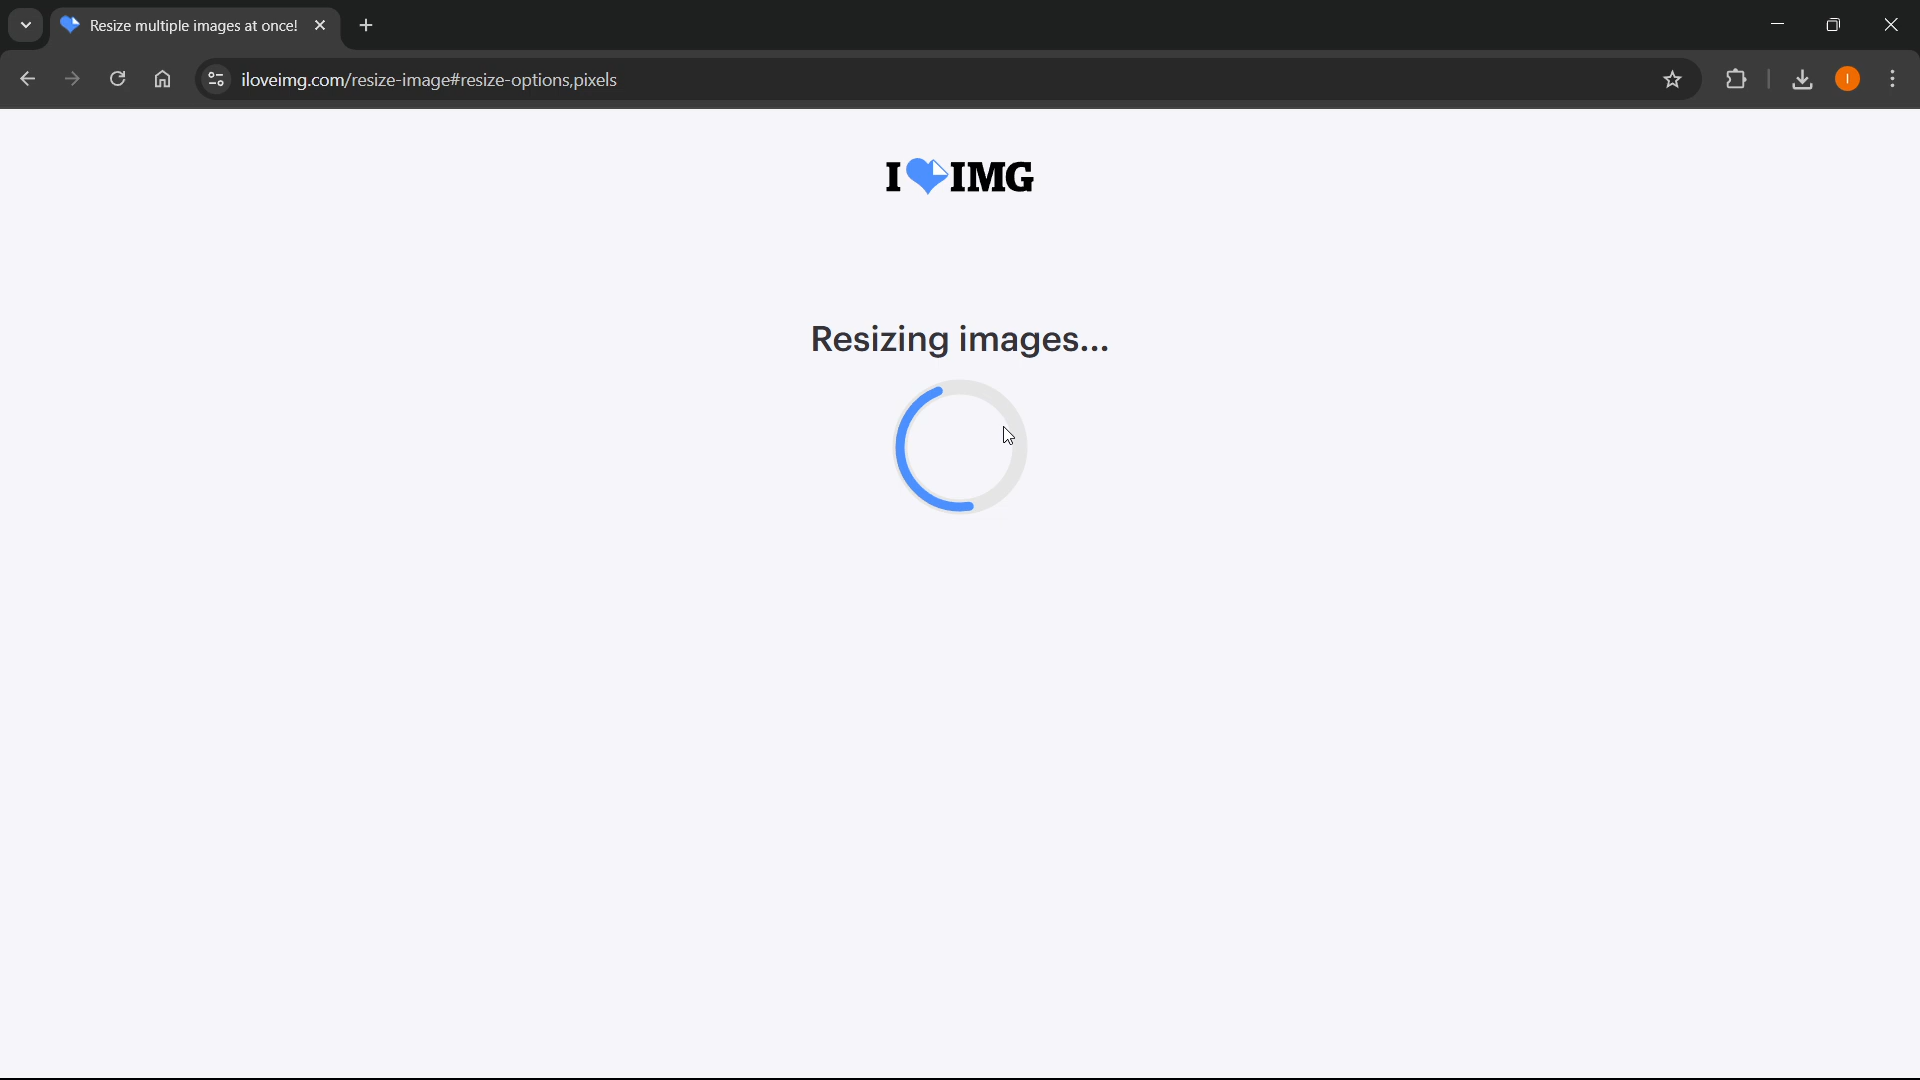 Resize multiple images at once!
iloveimg.com/resize-image#resize-options,pixels
I
I IMG
Resizing images...